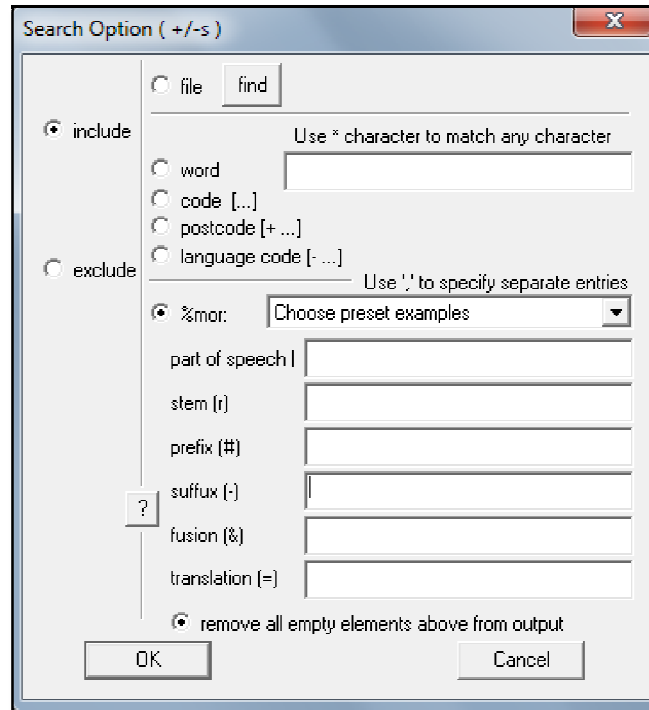 Search Option ( +/-s )
file find
include
Use * character to match any character
word
code [...]
postcode [+ ...]
language code [- ...]
exclude
Use ',' to specify separate entries
%mor: Choose preset examples
part of speech |
stem (r)
prefix (#)
suffux (-)
?
fusion (&)
translation (=)
remove all empty elements above from output
OK Cancel